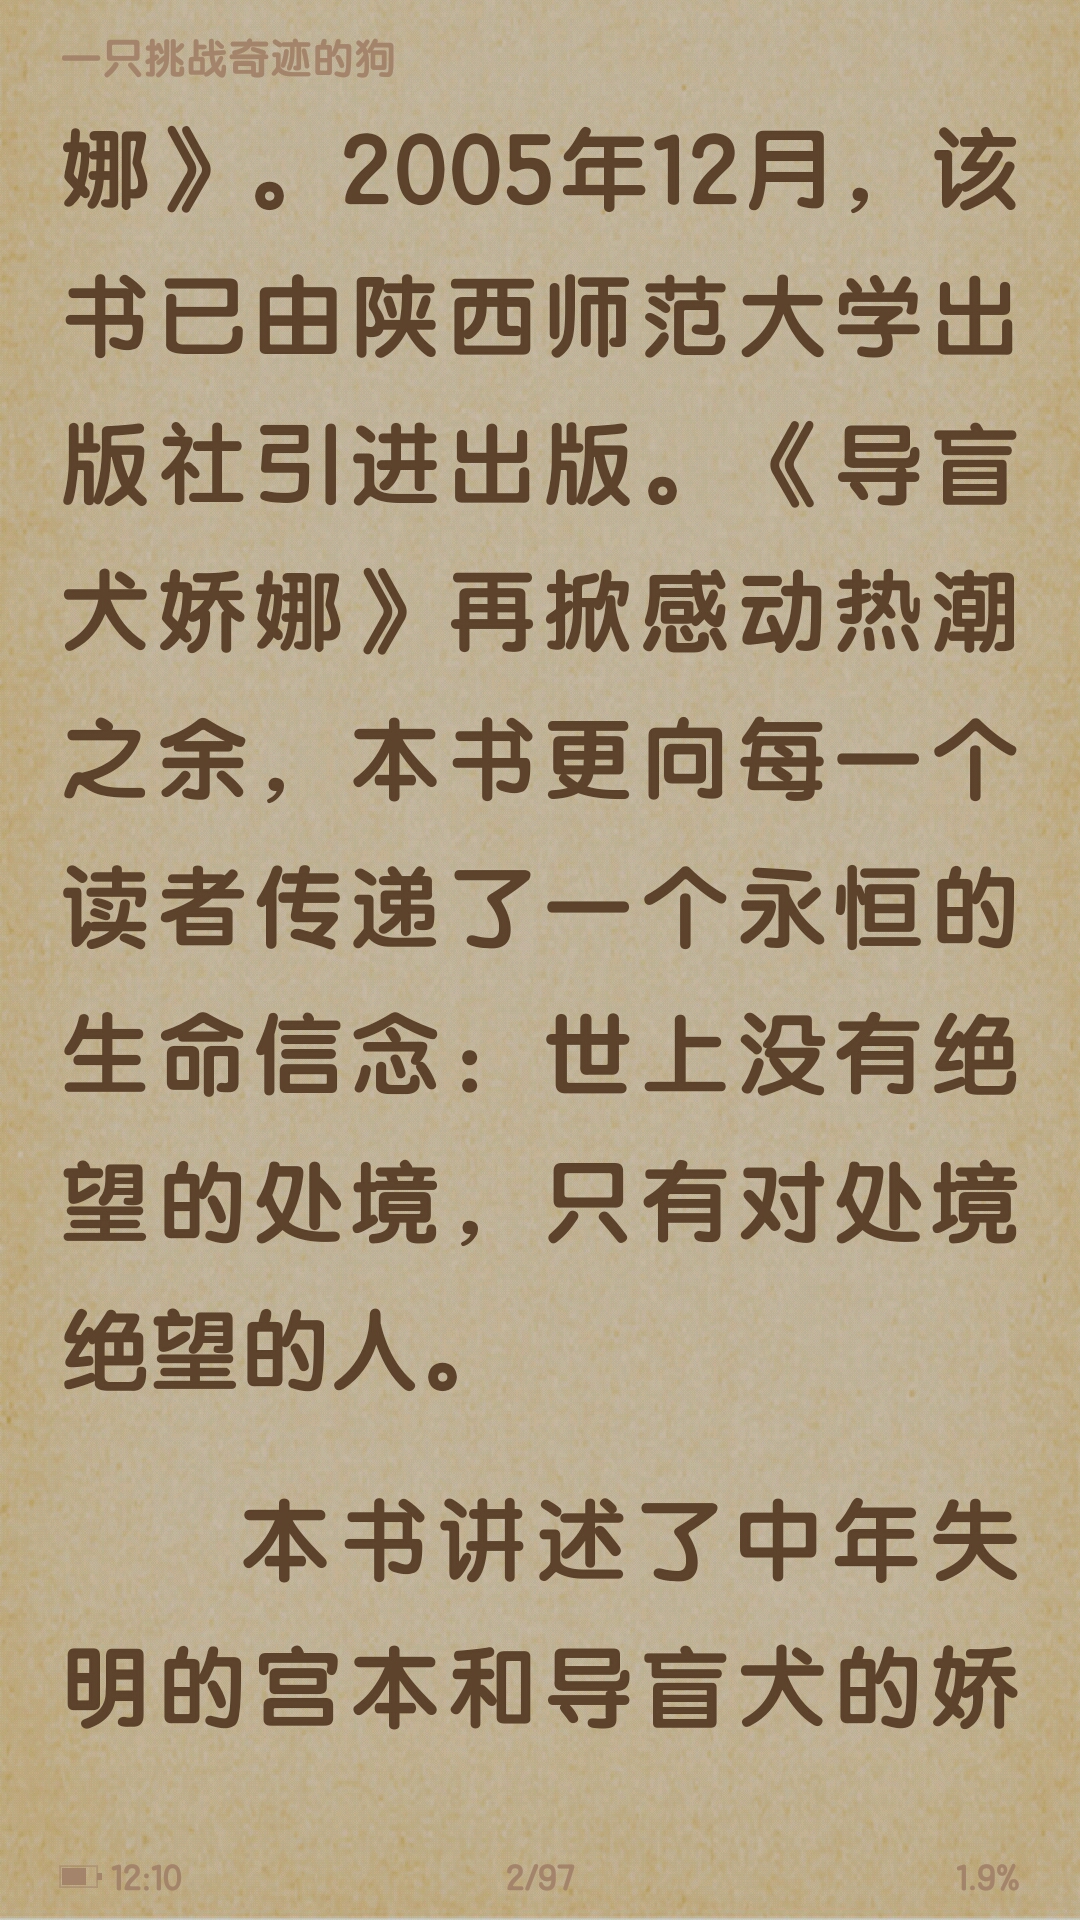 一只挑战奇迹的狗
娜》。2005年12月，该
书已由陕西师范大学出
版社引进出版。《导盲
犬娇娜》再掀感动热潮
之余，本书更向每一个
读者传递了一个永恒的
生命信念：世上没有绝
望的处境，只有对处境
绝望的人。
本书讲述了中年失
明的宫本和导盲犬的娇
12:10 2/97 1.9%